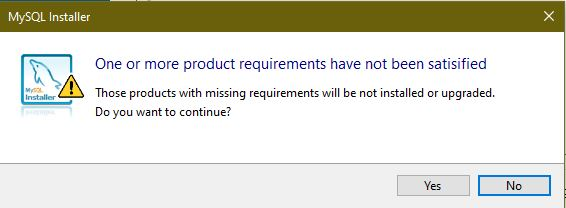 MySQL Installer
One or more product requirements have not been satisified
Those products with missing requirements will be not installed or upgraded.
Do you want to continue?
MySQL
Installer
Yes
No